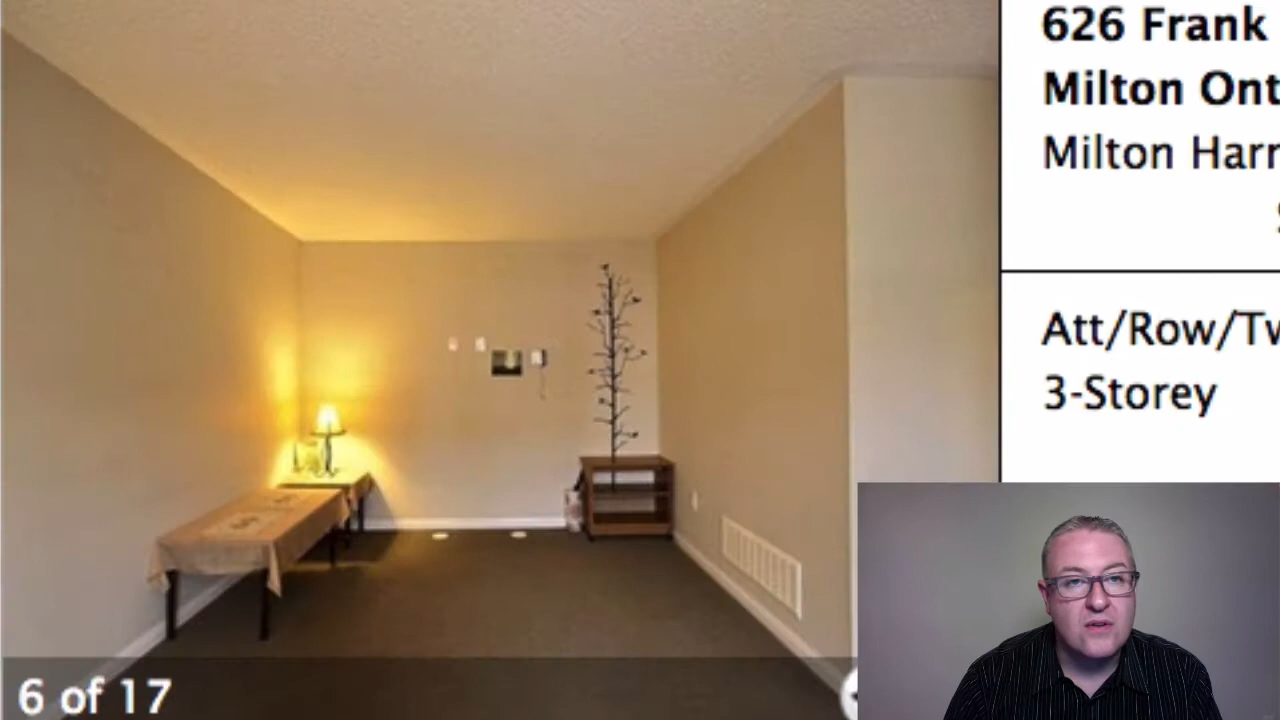 626 Frank
Milton Ont
Milton Harr
Att/Row/Tw
3-Storey
6 of 17